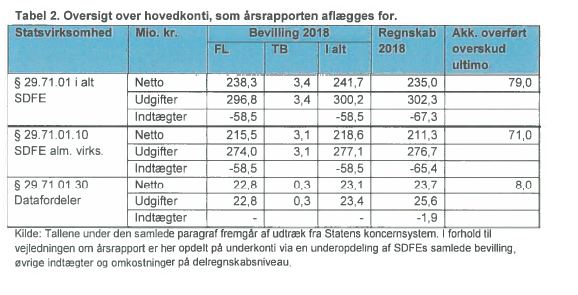 Tabel 2. Oversigt over hovedkonti, som årsrapporten aflægges for.
Statsvirksomhed Mio. kr. Bevilling 2018 Regnskab Akk. overført
FL TB I alt 2018 overskud
ultimo
§ 29.71.01 i alt Netto 238,3 3,4 241,7 235,0 79,0
SDFE Udgifter 296,8 3,4 300,2 302,3
Indtægter -58,5 -58,5 -67,3
§ 29.71.01.10 Netto 215,5 3,1 218,6 211,3 71,0
SDFE alm. virks. Udgifter 274,0 3,1 277,1 276,7
Indtægter -58,5 -58,5 -65,4
§ 29.71.01.30 Netto 22,8 0,3 23,1 23,7 8,0
Datafordeler Udgifter 22,8 0,3 23,4 25,6
Indtægter - - -1,9
Kilde: Tallene under den samlede paragraf fremgår af udtræk fra Statens koncernsystem. I forhold til
vejledningen om årsrapport er her opdelt på underkonti via en underopdeling af SDFEs samlede bevilling,
øvrige indtægter og omkostninger på delregnskabsniveau.